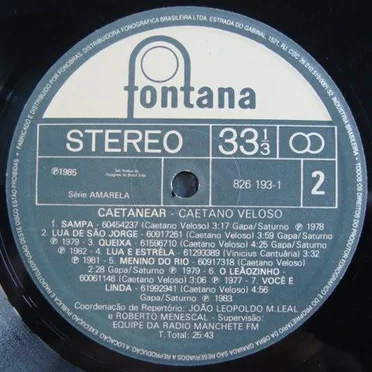 fontana
STEREO
33 1/3
℗1985
Série AMARELA
826 193-1
2
CAETANEAR - CAETANO VELOSO
1- SAMPA - 60454237 (Caetano Veloso) 3:17 Gapa/Saturno ℗ 1978
2- LUA DE SÃO JORGE - 60917261 (Caetano Veloso) 3:59 Gapa/Saturno
℗ 1979 - 3- QUEIXA - 61596710 (Caetano Veloso) Gapa/Saturno
℗ 1982 - 4- LUA E ESTRÊLA - 61293389 (Vinicius Cantuária) 3:22
℗ 1981 - 5- MENINO DO RIO - 60917318 (Caetano Veloso)
2:28 Gapa/Saturno ℗ 1979 - 6- O LEÃOZINHO -
60061146 (Caetano Veloso) 3:06 ℗ 1977 - 7- VOCÊ É
LINDA - 61992941 (Caetano Veloso) 4:56
Gapa/Saturno ℗ 1983
Coordenação de Repertório: JOÃO LEOPOLDO M.LEAL
e ROBERTO MENESCAL - Supervisão:
EQUIPE DA RADIO MANCHETE FM
T. Total: 25:43